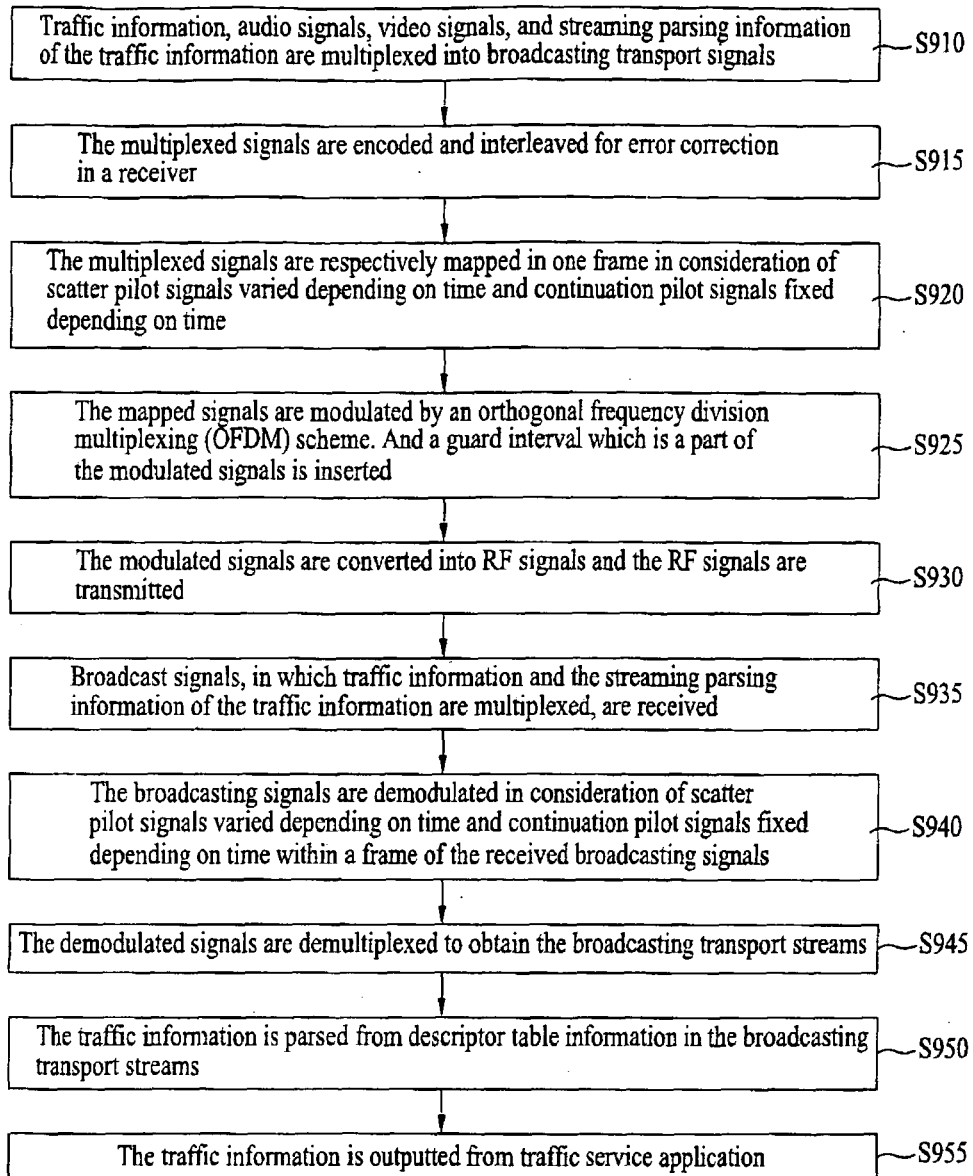 Traffic information, audio signals, video signals, and streaming parsing information
of the traffic information are multiplexed into broadcasting transport signals
S910
The multiplexed signals are encoded and interleaved for error correction
in a receiver
S915
The multiplexed signals are respectively mapped in one frame in consideration of
scatter pilot signals varied depending on time and continuation pilot signals fixed
depending on time
S920
The mapped signals are modulated by an orthogonal frequency division
multiplexing (OFDM) scheme. And a guard interval which is a part of
the modulated signals is inserted
S925
The modulated signals are converted into RF signals and the RF signals are
transmitted
S930
Broadcast signals, in which traffic information and the streaming parsing
information of the traffic information are multiplexed, are received
S935
The broadcasting signals are demodulated in consideration of scatter
pilot signals varied depending on time and continuation pilot signals fixed
depending on time within a frame of the received broadcasting signals
S940
The demodulated signals are demultiplexed to obtain the broadcasting transport streams
S945
The traffic information is parsed from descriptor table information in the broadcasting
transport streams
S950
The traffic information is outputted from traffic service application
S955